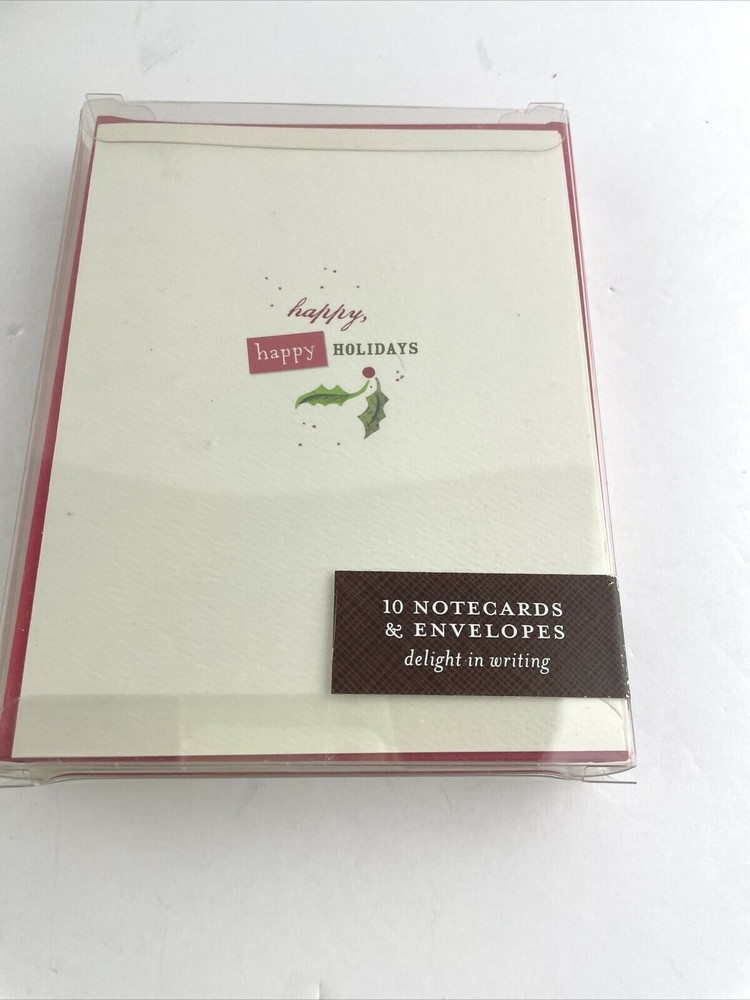 happy,
happy HOLIDAYS
10 NOTECARDS
& ENVELOPES
delight in writing